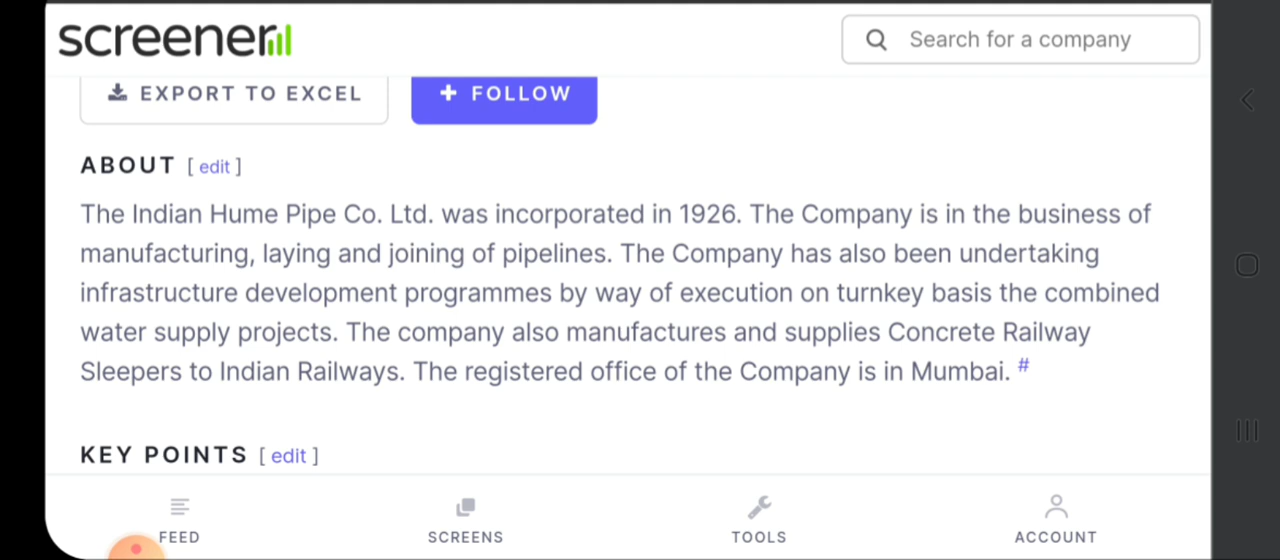 screener
Search for a company
EXPORT TO EXCEL
+ FOLLOW
ABOUT [ edit ]
The Indian Hume Pipe Co. Ltd. was incorporated in 1926. The Company is in the business of
manufacturing, laying and joining of pipelines. The Company has also been undertaking
infrastructure development programmes by way of execution on turnkey basis the combined
water supply projects. The company also manufactures and supplies Concrete Railway
Sleepers to Indian Railways. The registered office of the Company is in Mumbai. #
KEY POINTS [ edit ]
FEED
SCREENS
TOOLS
ACCOUNT